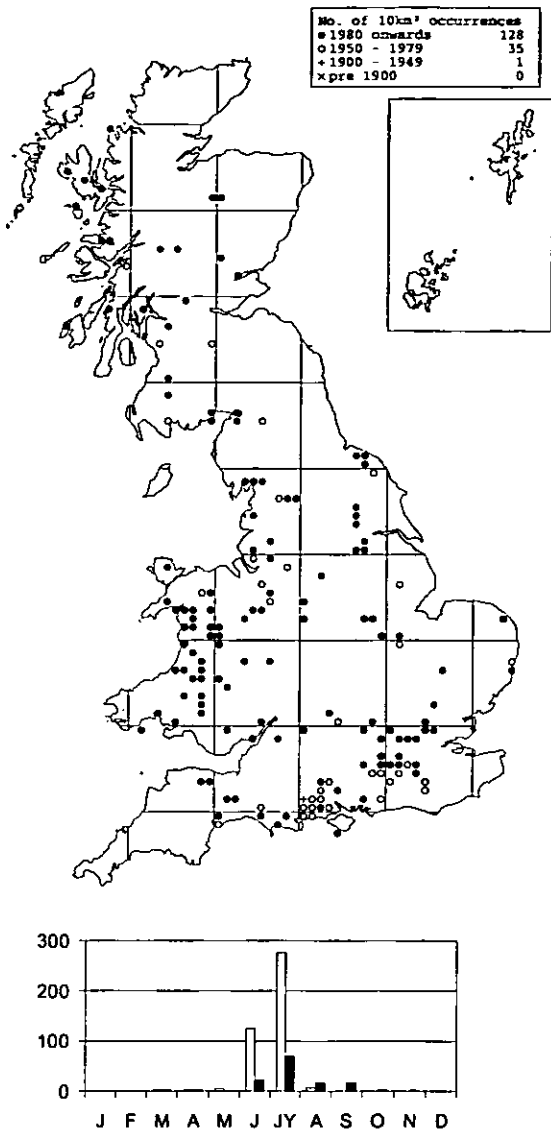 No. of 10km² occurrences
● 1980 onwards 128
○ 1950 - 1979 35
+ 1900 - 1949 1
× pre 1900 0
300
200
100
0
J F M A M J JY A S O N D